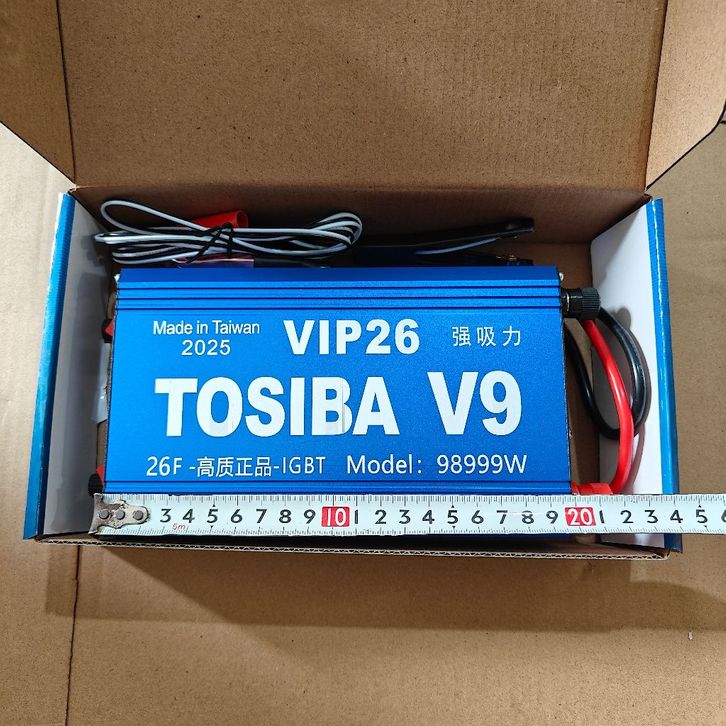 Made in Taiwan
2025
VIP26
强吸力
TOSIBA V9
26F-高质正品-IGBT Model: 98999W
3 4 5 6 7 8 9 10 1 2 3 4 5 6 7 8 9 20 1 2 3 4 5 6
5m